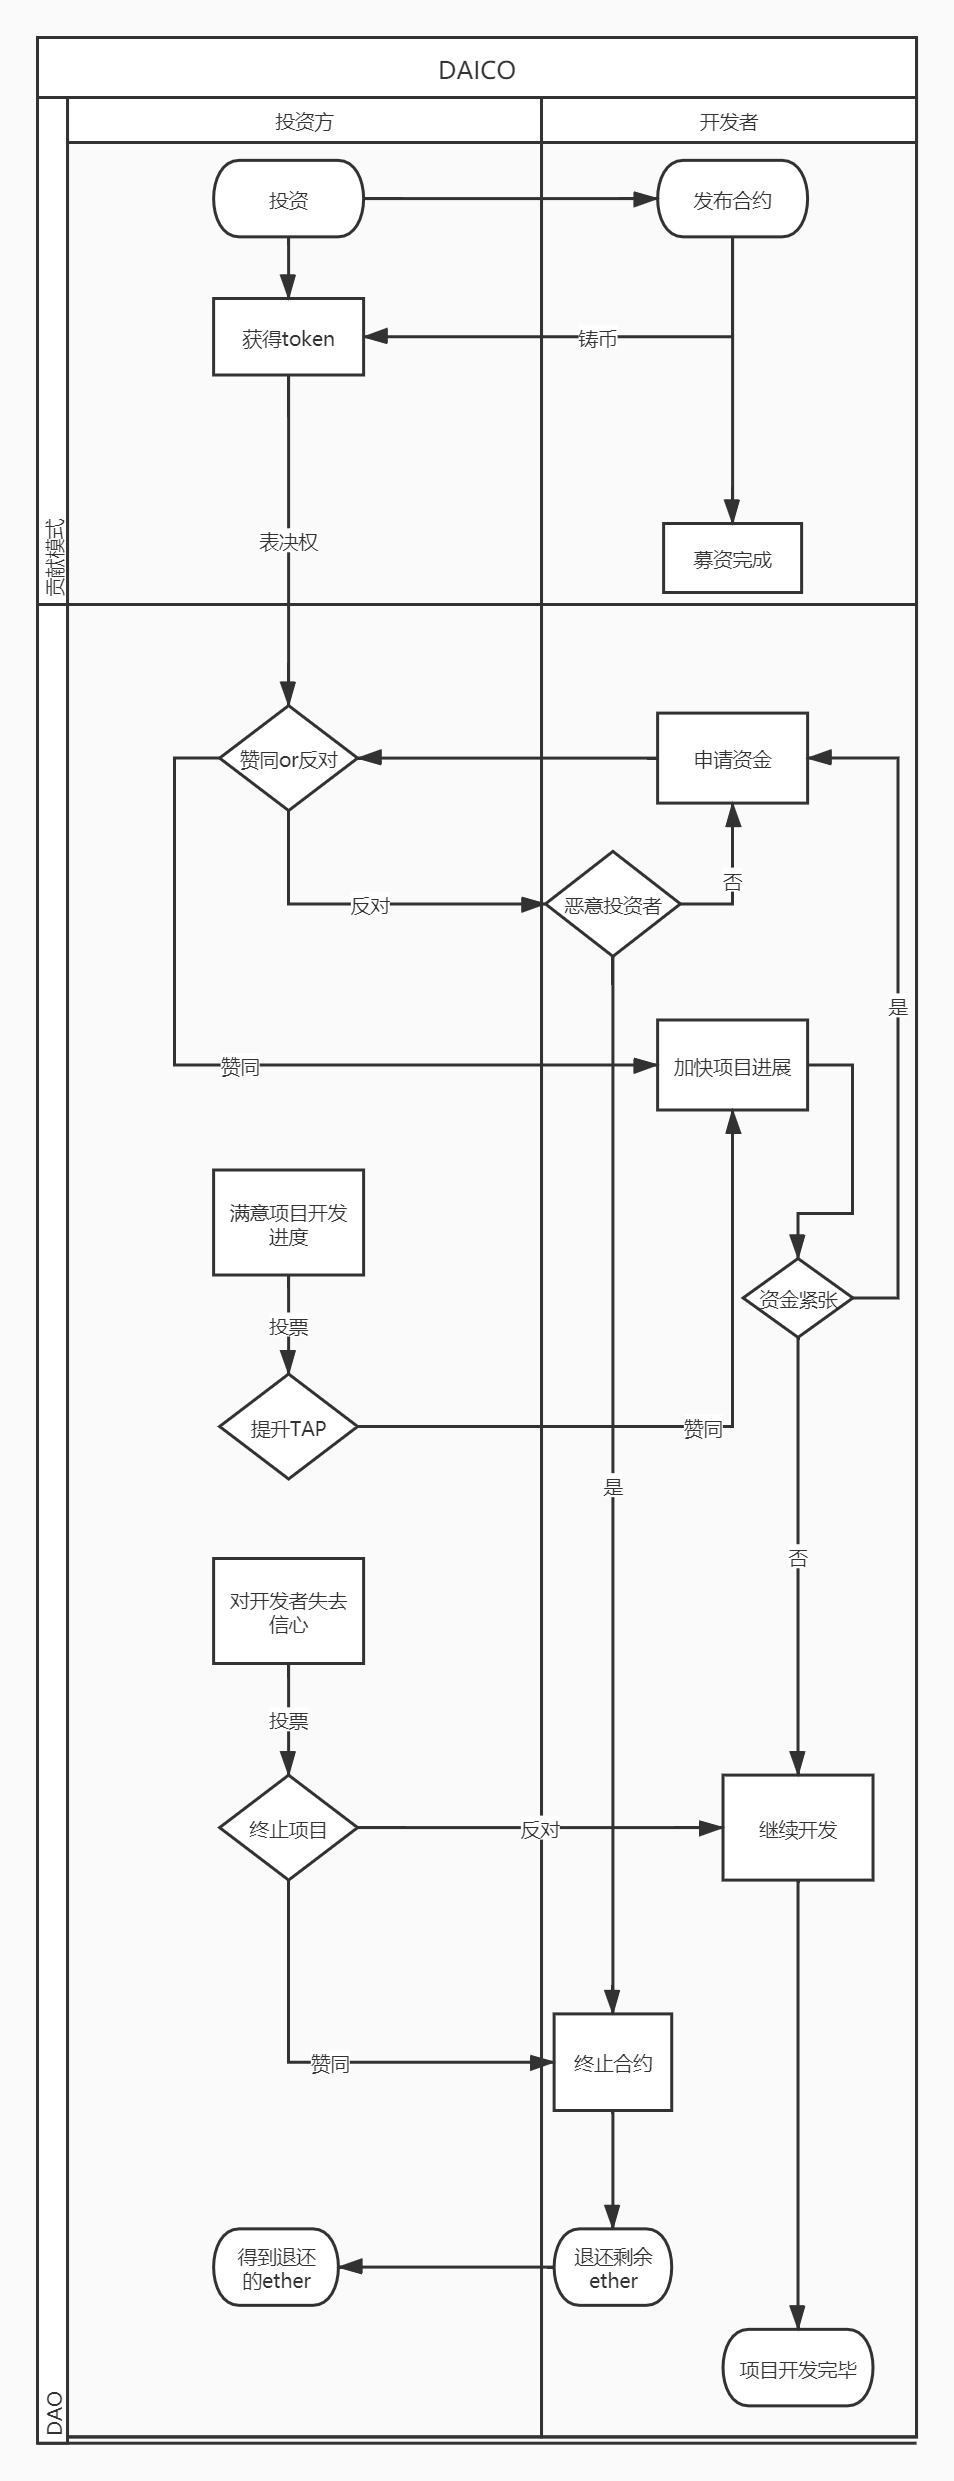 DAICO
投资方
开发者
投资
发布合约
获得token
铸币
表决权
贡献模式
募资完成
赞同or反对
申请资金
否
反对
恶意投资者
是
赞同
加快项目进展
满意项目开发
进度
资金紧张
投票
提升TAP
赞同
是
否
对开发者失去
信心
投票
终止项目
反对
继续开发
赞同
终止合约
得到退还
的ether
退还剩余
ether
项目开发完毕
DAO